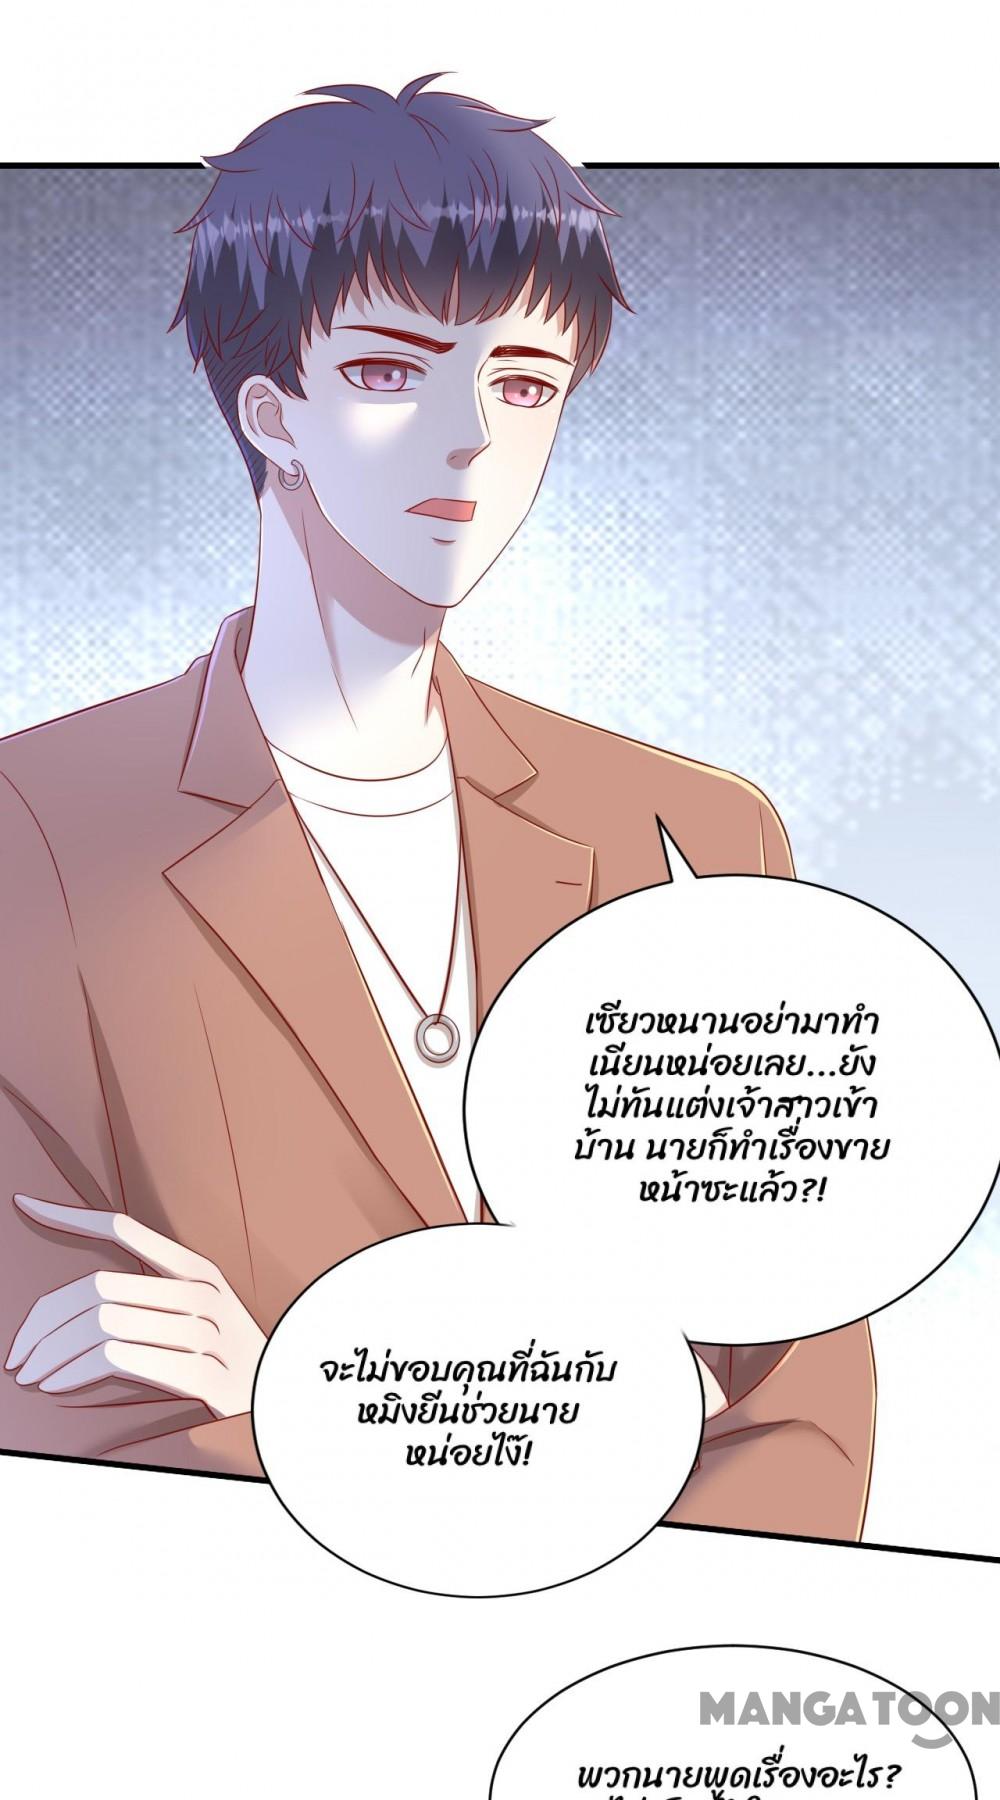 เซียวหนานอย่ามาทำ
เนียนหน่อยเลย...ยัง
ไม่ทันแต่งเจ้าสาวเข้า
บ้าน นายก็ทำเรื่องขาย
หน้าซะแล้ว?!
จะไม่ขอบคุณที่ฉันกับ
หมิงยีนช่วยนาย
หน่อยไง๊!
MANGATOON
พวกนายพูดเรื่องอะไร?